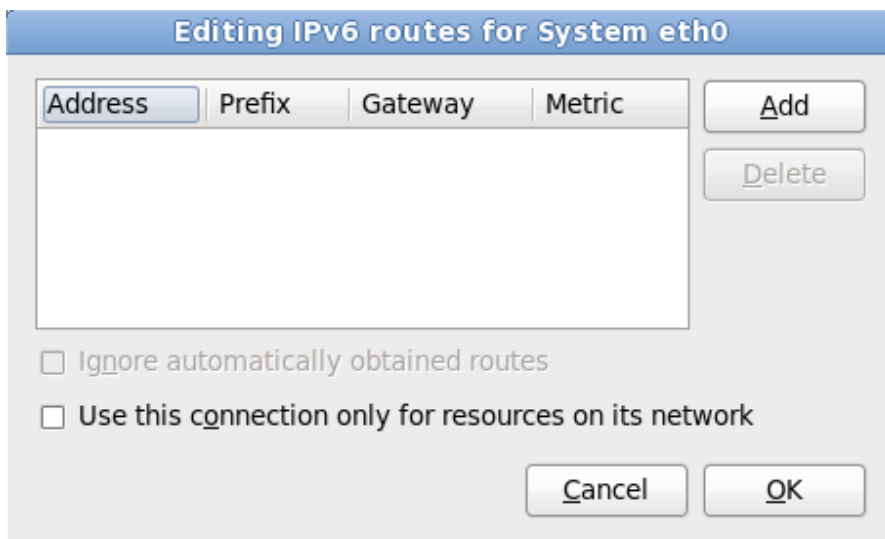 Editing IPv6 routes for System eth0
Address Prefix Gateway Metric
Add
Delete
Ignore automatically obtained routes
Use this connection only for resources on its network
Cancel OK